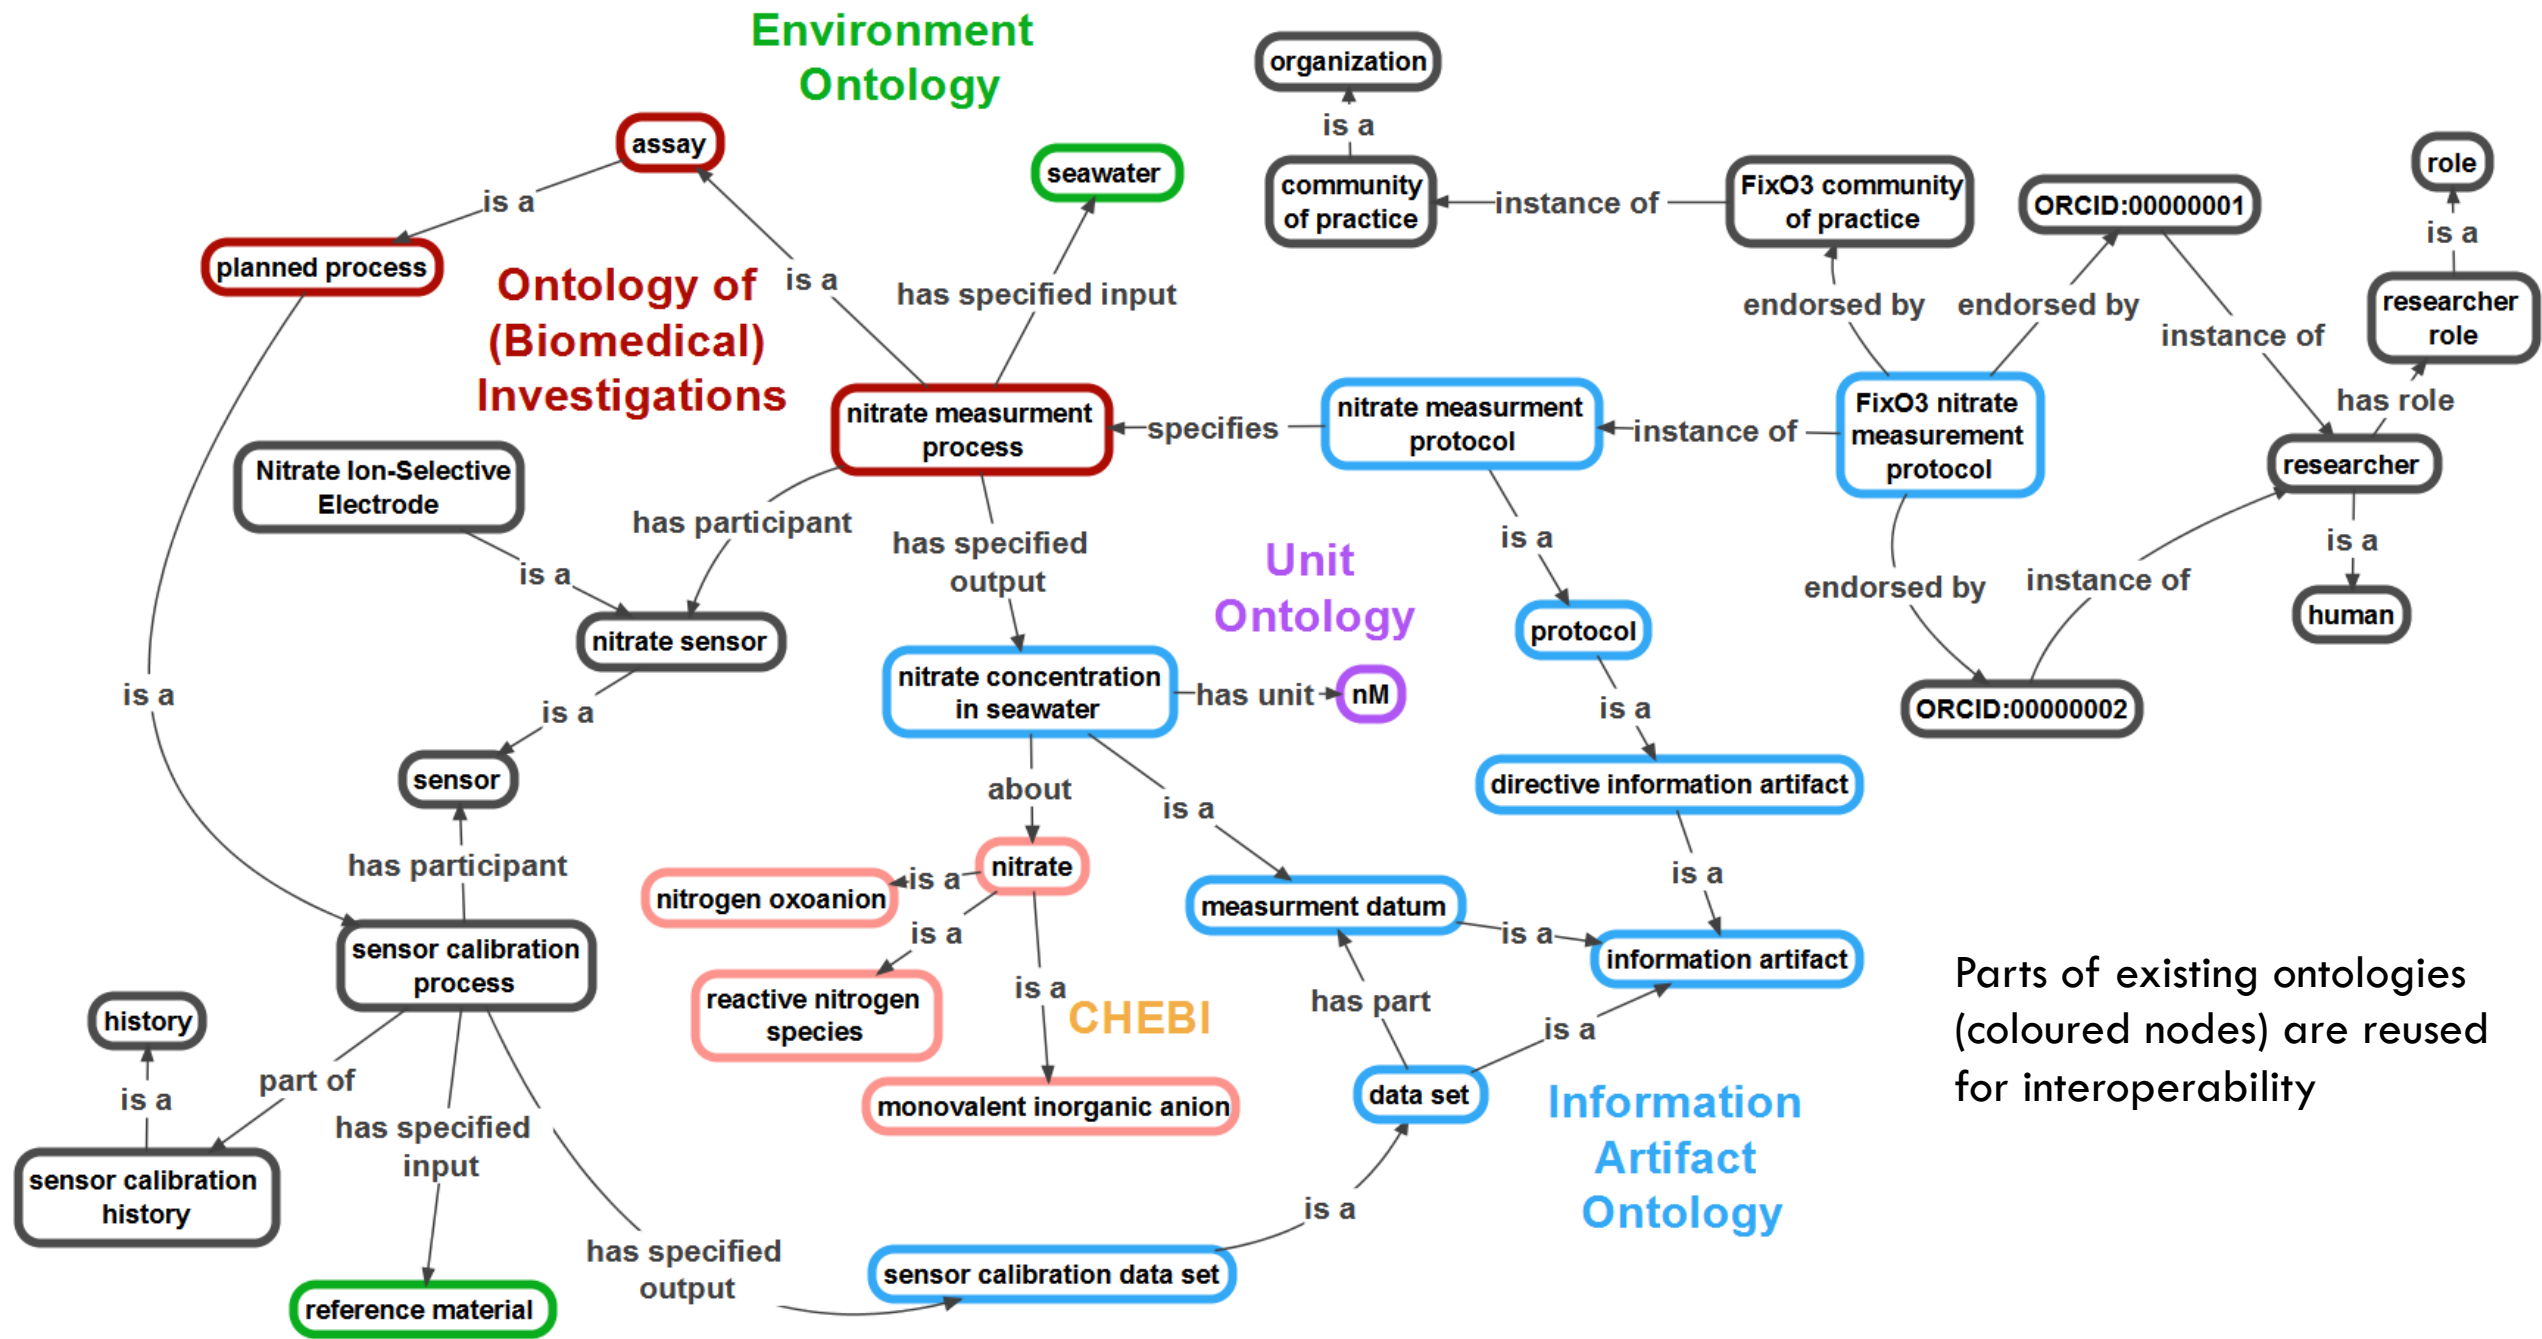 Environment
Ontology
organization
is a
assay
seawater
community
of practice
instance of
FixO3 community
of practice
ORCID:00000001
role
is a
is a
planned process
Ontology of
(Biomedical)
Investigations
is a
has specified input
endorsed by
endorsed by
instance of
researcher
role
has role
nitrate measurment
process
specifies
nitrate measurment
protocol
instance of
FixO3 nitrate
measurement
protocol
researcher
Nitrate Ion-Selective
Electrode
has participant
has specified
output
is a
Unit
Ontology
is a
endorsed by
instance of
is a
human
nitrate sensor
protocol
is a
nitrate concentration
in seawater
has unit
nM
is a
ORCID:00000002
is a
sensor
about
is a
directive information artifact
has participant
nitrate
is a
nitrogen oxoanion
is a
is a
measurment datum
is a
information artifact
sensor calibration
process
reactive nitrogen
species
is a
CHEBI
has part
is a
Parts of existing ontologies
(coloured nodes) are reused
for interoperability
history
is a
part of
has specified
input
monovalent inorganic anion
data set
Information
Artifact
Ontology
sensor calibration
history
is a
has specified
output
sensor calibration data set
reference material